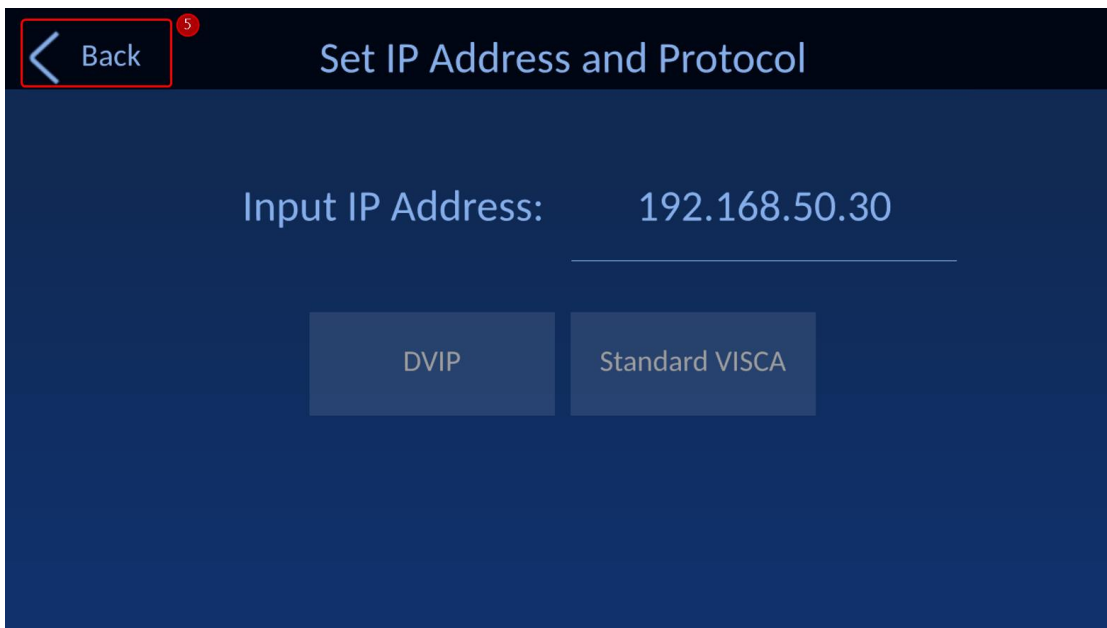 Back
5
Set IP Address and Protocol
Input IP Address: 192.168.50.30
DVIP
Standard VISCA